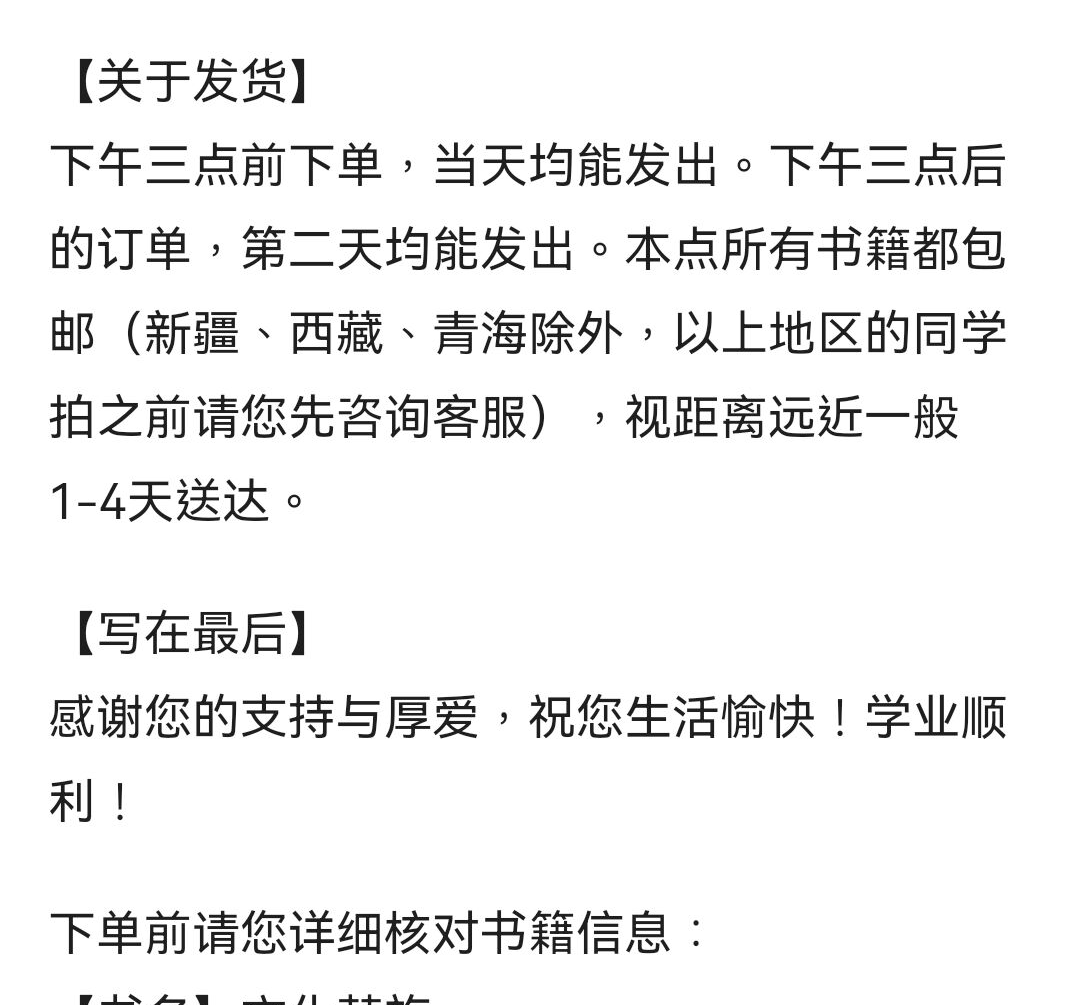 【关于发货】
下午三点前下单，当天均能发出。下午三点后
的订单，第二天均能发出。本点所有书籍都包
邮（新疆、西藏、青海除外，以上地区的同学
拍之前请您先咨询客服），视距离远近一般
1-4天送达。
【写在最后】
感谢您的支持与厚爱，祝您生活愉快！学业顺
利！
下单前请您详细核对书籍信息：